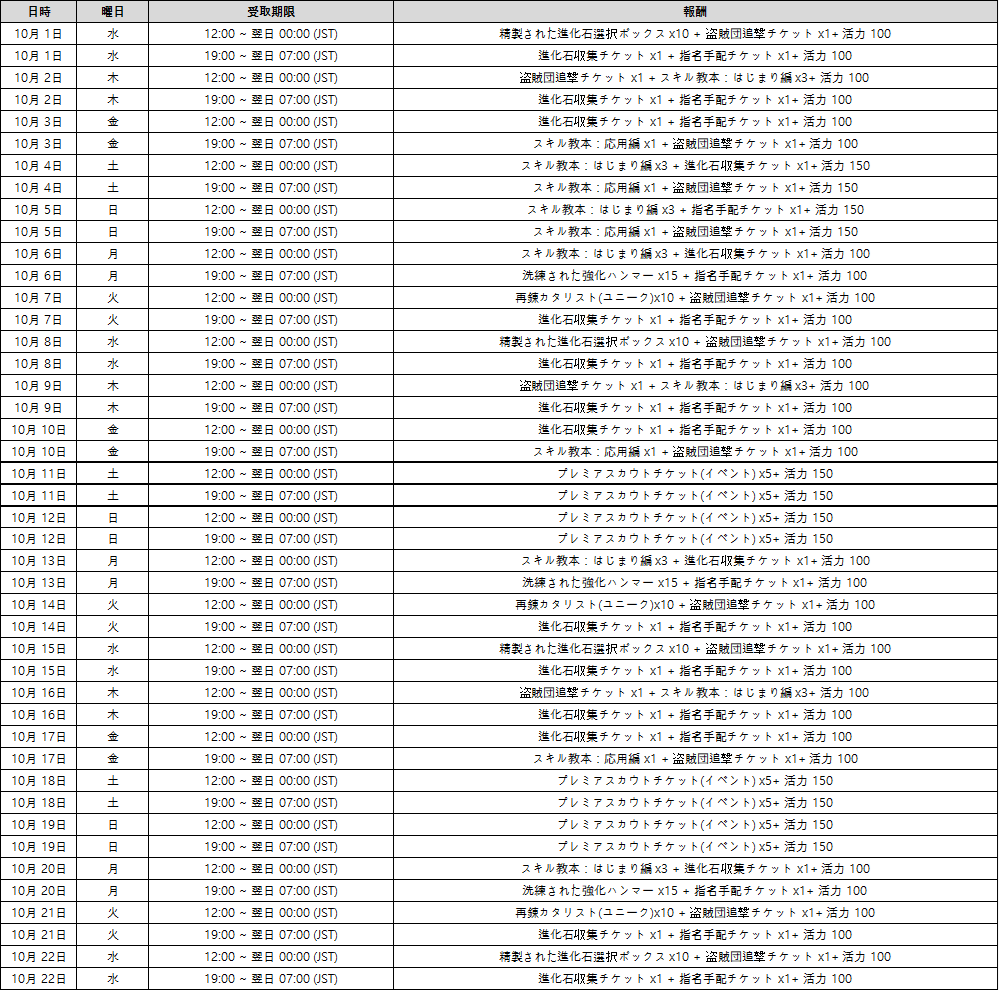 日時 曜日 受取期限 報酬
10月 1日 水 12:00 ~ 翌日 00:00 (JST) 精製された進化石選択ボックス x10 + 盗賊団追撃チケット x1+ 活力 100
10月 1日 水 19:00 ~ 翌日 07:00 (JST) 進化石収集チケット x1 + 指名手配チケット x1+ 活力 100
10月 2日 木 12:00 ~ 翌日 00:00 (JST) 盗賊団追撃チケット x1 + スキル教本：はじまり編 x3+ 活力 100
10月 2日 木 19:00 ~ 翌日 07:00 (JST) 進化石収集チケット x1 + 指名手配チケット x1+ 活力 100
10月 3日 金 12:00 ~ 翌日 00:00 (JST) 進化石収集チケット x1 + 指名手配チケット x1+ 活力 100
10月 3日 金 19:00 ~ 翌日 07:00 (JST) スキル教本：応用編 x1 + 盗賊団追撃チケット x1+ 活力 100
10月 4日 土 12:00 ~ 翌日 00:00 (JST) スキル教本：はじまり編 x3 + 進化石収集チケット x1+ 活力 150
10月 4日 土 19:00 ~ 翌日 07:00 (JST) スキル教本：応用編 x1 + 盗賊団追撃チケット x1+ 活力 150
10月 5日 日 12:00 ~ 翌日 00:00 (JST) スキル教本：はじまり編 x3 + 指名手配チケット x1+ 活力 150
10月 5日 日 19:00 ~ 翌日 07:00 (JST) スキル教本：応用編 x1 + 盗賊団追撃チケット x1+ 活力 150
10月 6日 月 12:00 ~ 翌日 00:00 (JST) スキル教本：はじまり編 x3 + 進化石収集チケット x1+ 活力 100
10月 6日 月 19:00 ~ 翌日 07:00 (JST) 洗練された強化ハンマー x15 + 指名手配チケット x1+ 活力 100
10月 7日 火 12:00 ~ 翌日 00:00 (JST) 再錬カタリスト(ユニーク)x10 + 盗賊団追撃チケット x1+ 活力 100
10月 7日 火 19:00 ~ 翌日 07:00 (JST) 進化石収集チケット x1 + 指名手配チケット x1+ 活力 100
10月 8日 水 12:00 ~ 翌日 00:00 (JST) 精製された進化石選択ボックス x10 + 盗賊団追撃チケット x1+ 活力 100
10月 8日 水 19:00 ~ 翌日 07:00 (JST) 進化石収集チケット x1 + 指名手配チケット x1+ 活力 100
10月 9日 木 12:00 ~ 翌日 00:00 (JST) 盗賊団追撃チケット x1 + スキル教本：はじまり編 x3+ 活力 100
10月 9日 木 19:00 ~ 翌日 07:00 (JST) 進化石収集チケット x1 + 指名手配チケット x1+ 活力 100
10月 10日 金 12:00 ~ 翌日 00:00 (JST) 進化石収集チケット x1 + 指名手配チケット x1+ 活力 100
10月 10日 金 19:00 ~ 翌日 07:00 (JST) スキル教本：応用編 x1 + 盗賊団追撃チケット x1+ 活力 100
10月 11日 土 12:00 ~ 翌日 00:00 (JST) プレミアスカウトチケット(イベント) x5+ 活力 150
10月 11日 土 19:00 ~ 翌日 07:00 (JST) プレミアスカウトチケット(イベント) x5+ 活力 150
10月 12日 日 12:00 ~ 翌日 00:00 (JST) プレミアスカウトチケット(イベント) x5+ 活力 150
10月 12日 日 19:00 ~ 翌日 07:00 (JST) プレミアスカウトチケット(イベント) x5+ 活力 150
10月 13日 月 12:00 ~ 翌日 00:00 (JST) スキル教本：はじまり編 x3 + 進化石収集チケット x1+ 活力 100
10月 13日 月 19:00 ~ 翌日 07:00 (JST) 洗練された強化ハンマー x15 + 指名手配チケット x1+ 活力 100
10月 14日 火 12:00 ~ 翌日 00:00 (JST) 再錬カタリスト(ユニーク)x10 + 盗賊団追撃チケット x1+ 活力 100
10月 14日 火 19:00 ~ 翌日 07:00 (JST) 進化石収集チケット x1 + 指名手配チケット x1+ 活力 100
10月 15日 水 12:00 ~ 翌日 00:00 (JST) 精製された進化石選択ボックス x10 + 盗賊団追撃チケット x1+ 活力 100
10月 15日 水 19:00 ~ 翌日 07:00 (JST) 進化石収集チケット x1 + 指名手配チケット x1+ 活力 100
10月 16日 木 12:00 ~ 翌日 00:00 (JST) 盗賊団追撃チケット x1 + スキル教本：はじまり編 x3+ 活力 100
10月 16日 木 19:00 ~ 翌日 07:00 (JST) 進化石収集チケット x1 + 指名手配チケット x1+ 活力 100
10月 17日 金 12:00 ~ 翌日 00:00 (JST) 進化石収集チケット x1 + 指名手配チケット x1+ 活力 100
10月 17日 金 19:00 ~ 翌日 07:00 (JST) スキル教本：応用編 x1 + 盗賊団追撃チケット x1+ 活力 100
10月 18日 土 12:00 ~ 翌日 00:00 (JST) プレミアスカウトチケット(イベント) x5+ 活力 150
10月 18日 土 19:00 ~ 翌日 07:00 (JST) プレミアスカウトチケット(イベント) x5+ 活力 150
10月 19日 日 12:00 ~ 翌日 00:00 (JST) プレミアスカウトチケット(イベント) x5+ 活力 150
10月 19日 日 19:00 ~ 翌日 07:00 (JST) プレミアスカウトチケット(イベント) x5+ 活力 150
10月 20日 月 12:00 ~ 翌日 00:00 (JST) スキル教本：はじまり編 x3 + 進化石収集チケット x1+ 活力 100
10月 20日 月 19:00 ~ 翌日 07:00 (JST) 洗練された強化ハンマー x15 + 指名手配チケット x1+ 活力 100
10月 21日 火 12:00 ~ 翌日 00:00 (JST) 再錬カタリスト(ユニーク)x10 + 盗賊団追撃チケット x1+ 活力 100
10月 21日 火 19:00 ~ 翌日 07:00 (JST) 進化石収集チケット x1 + 指名手配チケット x1+ 活力 100
10月 22日 水 12:00 ~ 翌日 00:00 (JST) 精製された進化石選択ボックス x10 + 盗賊団追撃チケット x1+ 活力 100
10月 22日 水 19:00 ~ 翌日 07:00 (JST) 進化石収集チケット x1 + 指名手配チケット x1+ 活力 100